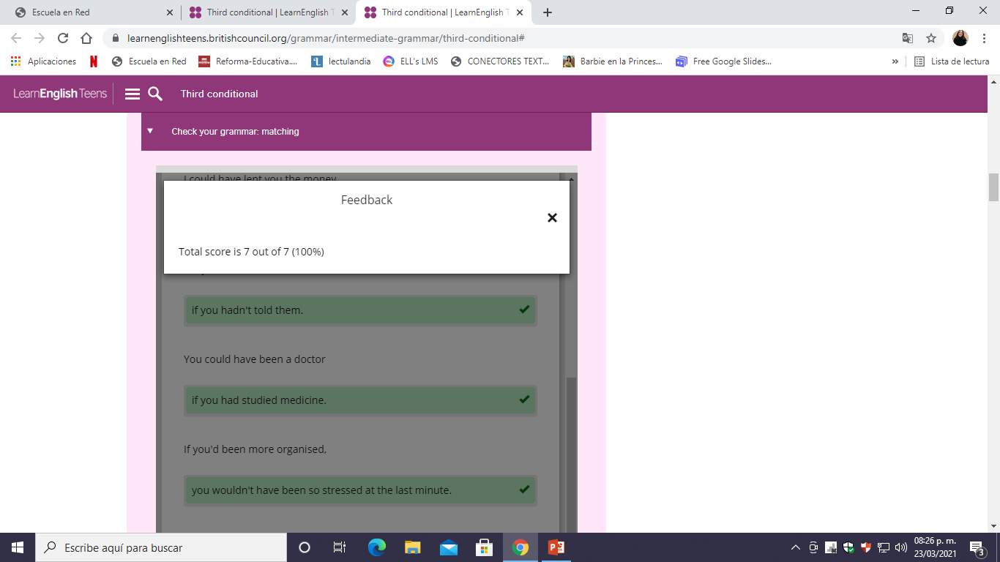 Escuela en Red
Third conditional | LearnEnglish T
Third conditional | LearnEnglish T
learnenglishteens.britishcouncil.org/grammar/intermediate-grammar/third-conditional#
Aplicaciones
Escuela en Red
Reforma-Educativa....
lectulandia
ELL's LMS
CONECTORES TEXT...
Barbie en la Princes...
Free Google Slides...
»
Lista de lectura
LearnEnglish Teens
Third conditional
Check your grammar: matching
I could have lent you the money
Feedback
Total score is 7 out of 7 (100%)
if you hadn't told them.
You could have been a doctor
if you had studied medicine.
If you'd been more organised,
you wouldn't have been so stressed at the last minute.
Escribe aquí para buscar
08:26 p. m.
23/03/2021
3